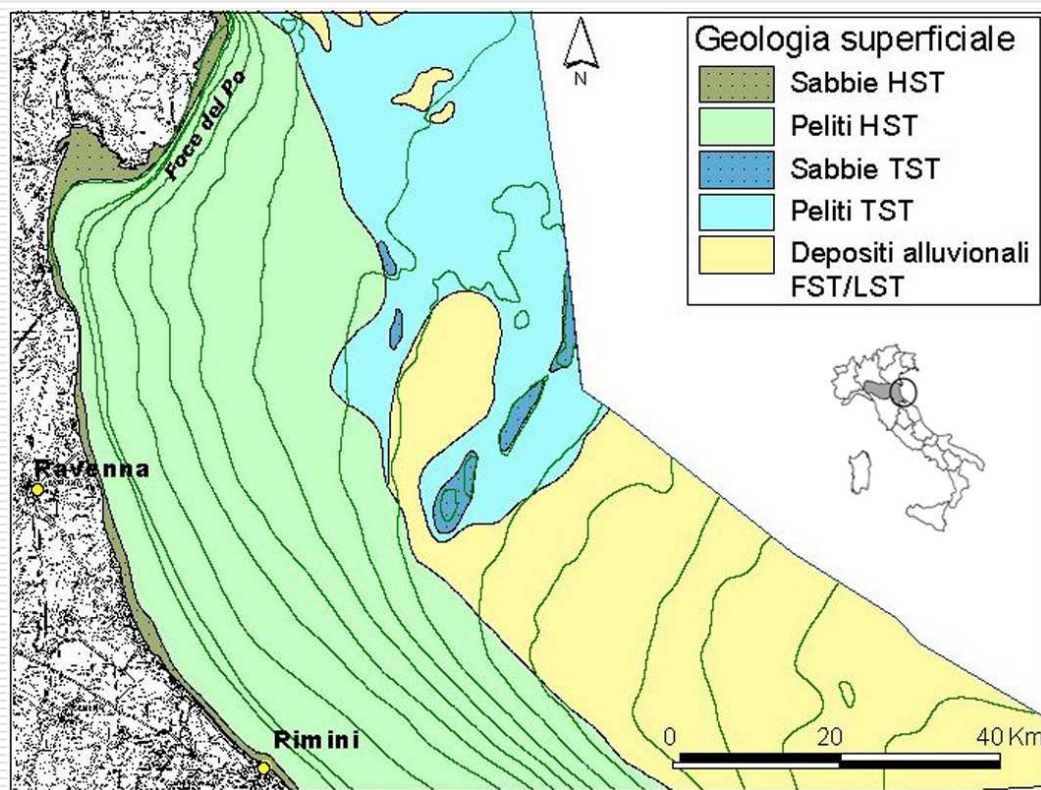 Geologia superficiale
Sabbie HST
Peliti HST
Sabbie TST
Peliti TST
Depositi alluvionali
FST/LST
N
Foce del Po
Ravenna
Rimini
0 20 40 Km